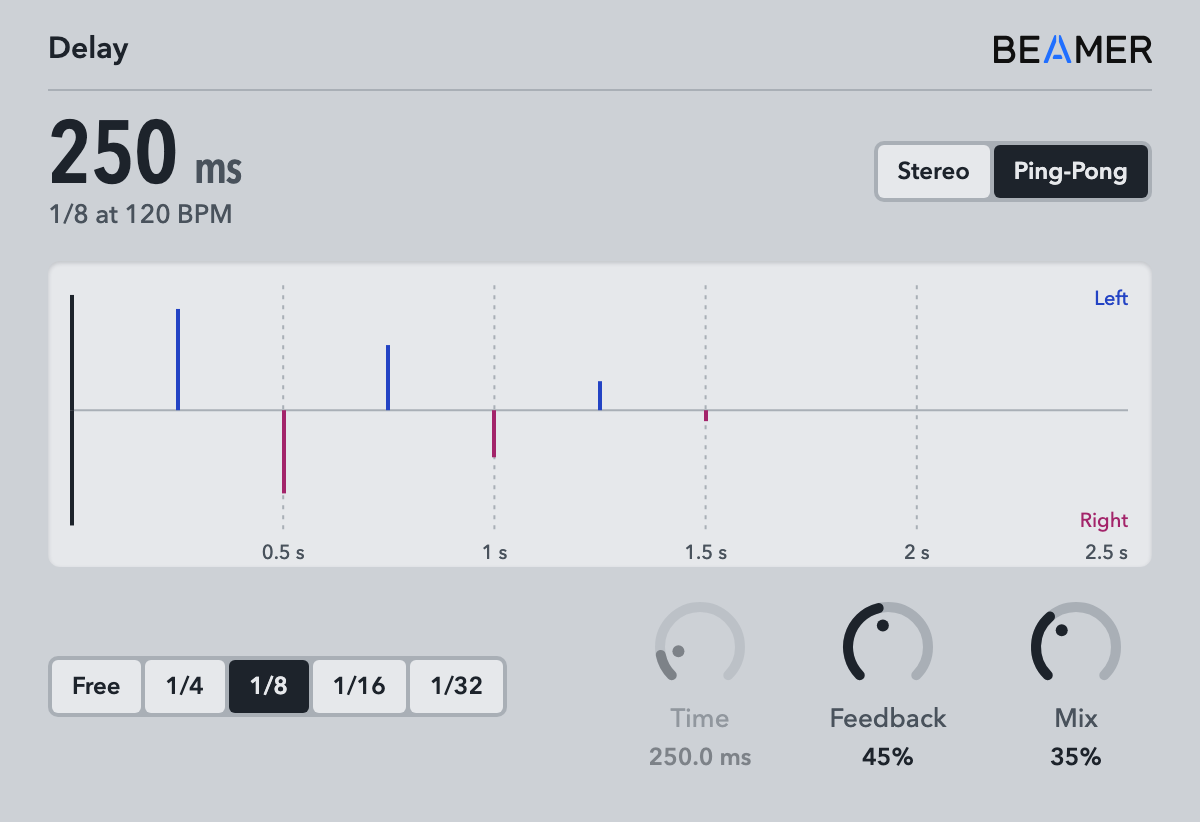 Delay
BEAMER
250 ms
1/8 at 120 BPM
Stereo
Ping-Pong
Left
Right
0.5 s
1 s
1.5 s
2 s
2.5 s
Free
1/4
1/8
1/16
1/32
Time
250.0 ms
Feedback
45%
Mix
35%